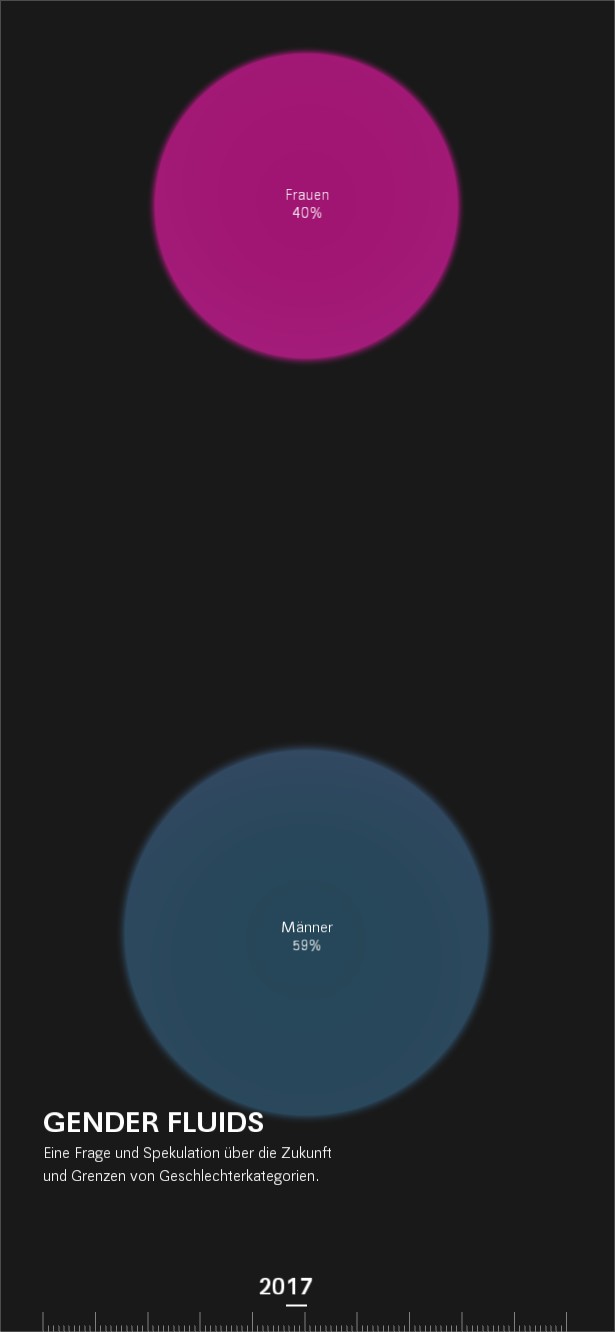 Frauen
40%
Männer
59%
GENDER FLUIDS
Eine Frage und Spekulation über die Zukunft
und Grenzen von Geschlechterkategorien.
2017